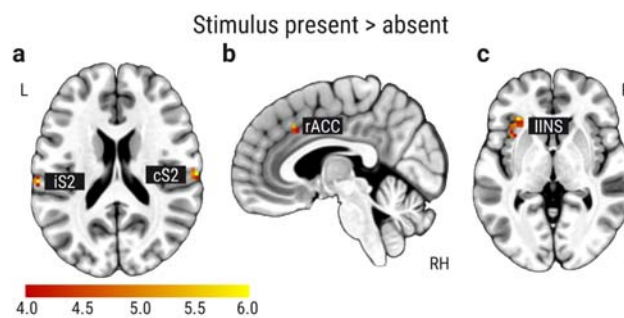 Stimulus present > absent
a
b
c
L
iS2
cS2
rACC
lINS
RH
4.0 4.5 5.0 5.5 6.0